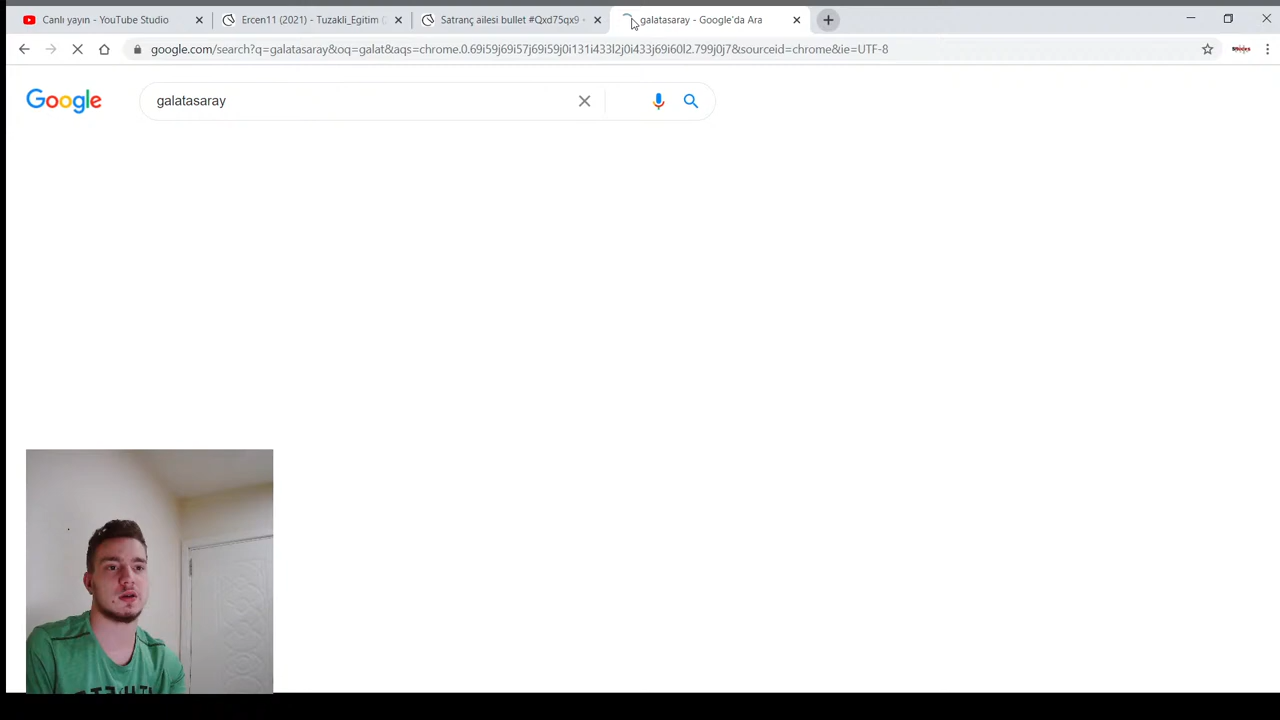 Canlı yayın - YouTube Studio
Ercen11 (2021) - Tuzakli_Egitim (
Satranç ailesi bullet #Qxd75qx9
galatasaray - Google'da Ara
google.com/search?q=galatasaray&oq=galat&aqs=chrome.0.69i59j69i57j69i59j0i131i433l2j0i433j69i60l2.799j0j7&sourceid=chrome&ie=UTF-8
Google
galatasaray